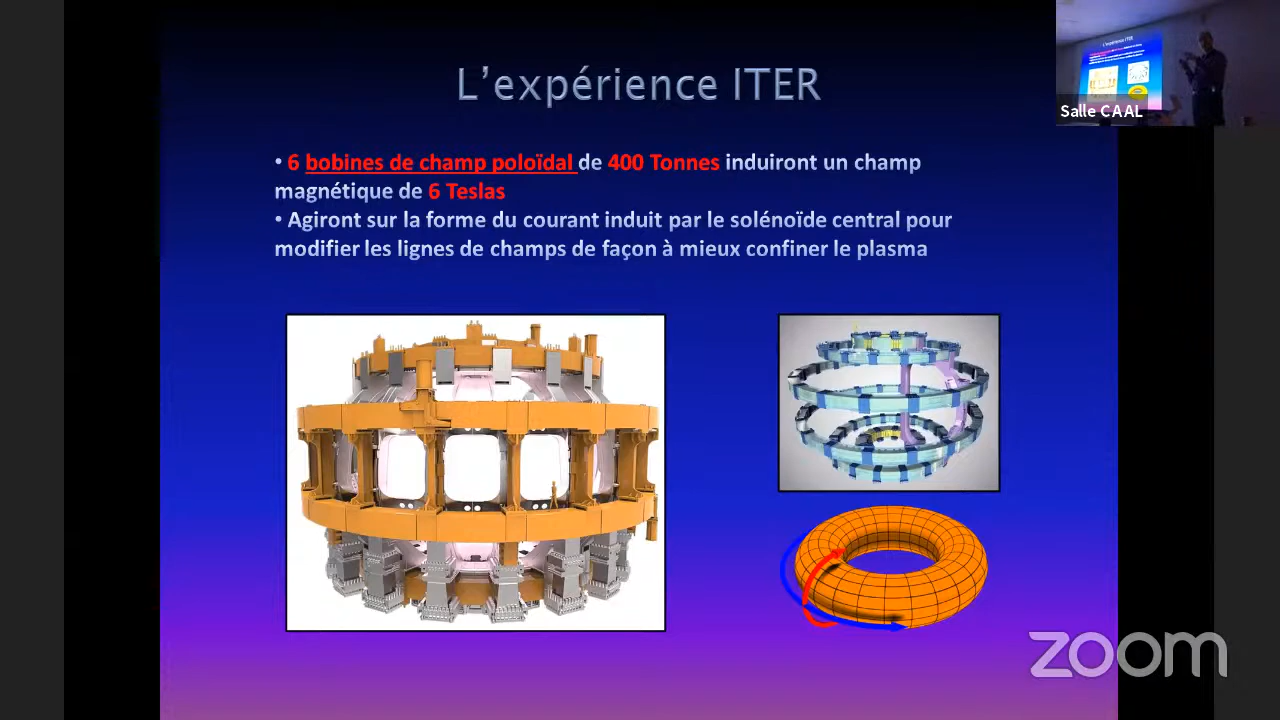 L'expérience ITER
Salle CAAL
• 6 bobines de champ poloïdal de 400 Tonnes induiront un champ
magnétique de 6 Teslas
• Agiront sur la forme du courant induit par le solénoïde central pour
modifier les lignes de champs de façon à mieux confiner le plasma
zoom